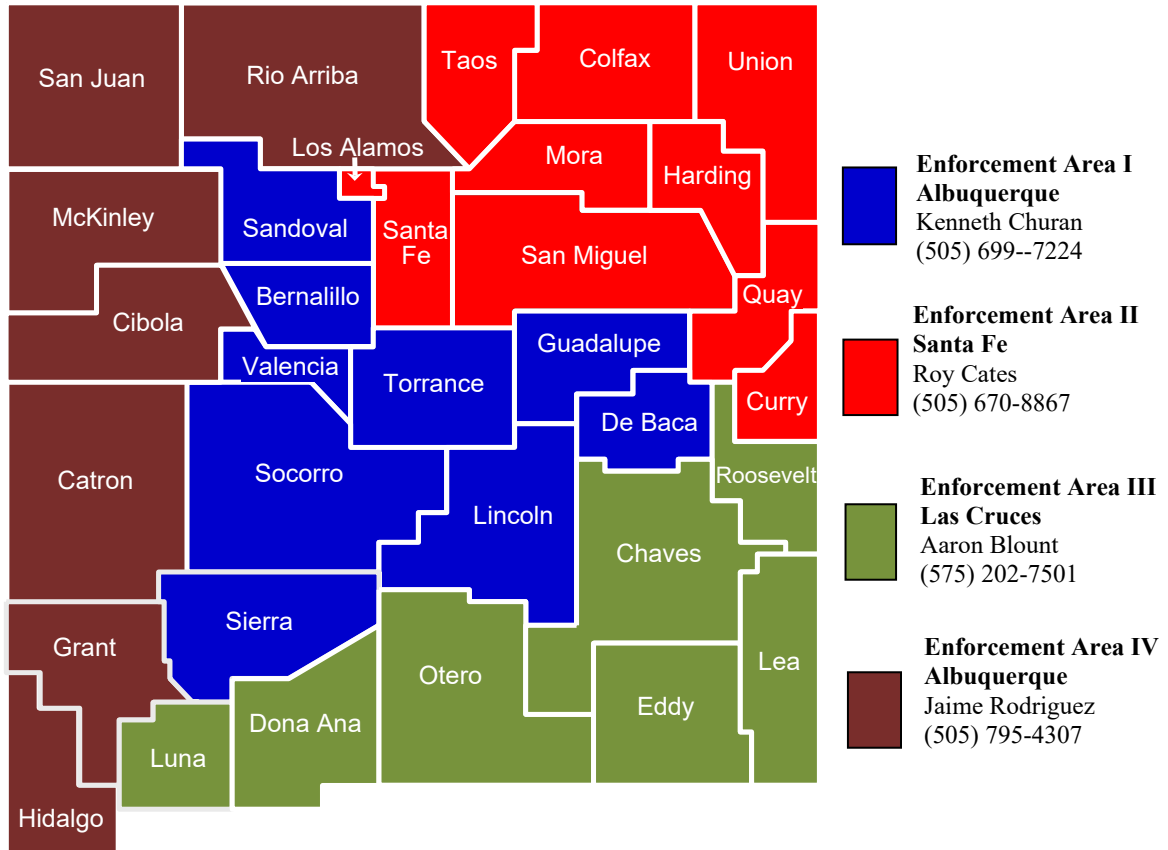 San Juan
Rio Arriba
Taos
Colfax
Union
Los Alamos
Mora
Harding
McKinley
Sandoval
Santa
Fe
San Miguel
Bernalillo
Quay
Cibola
Valencia
Torrance
Guadalupe
Curry
De Baca
Catron
Socorro
Roosevelt
Lincoln
Chaves
Sierra
Grant
Otero
Lea
Dona Ana
Eddy
Luna
Hidalgo
Enforcement Area I
Albuquerque
Kenneth Churan
(505) 699--7224
Enforcement Area II
Santa Fe
Roy Cates
(505) 670-8867
Enforcement Area III
Las Cruces
Aaron Blount
(575) 202-7501
Enforcement Area IV
Albuquerque
Jaime Rodriguez
(505) 795-4307